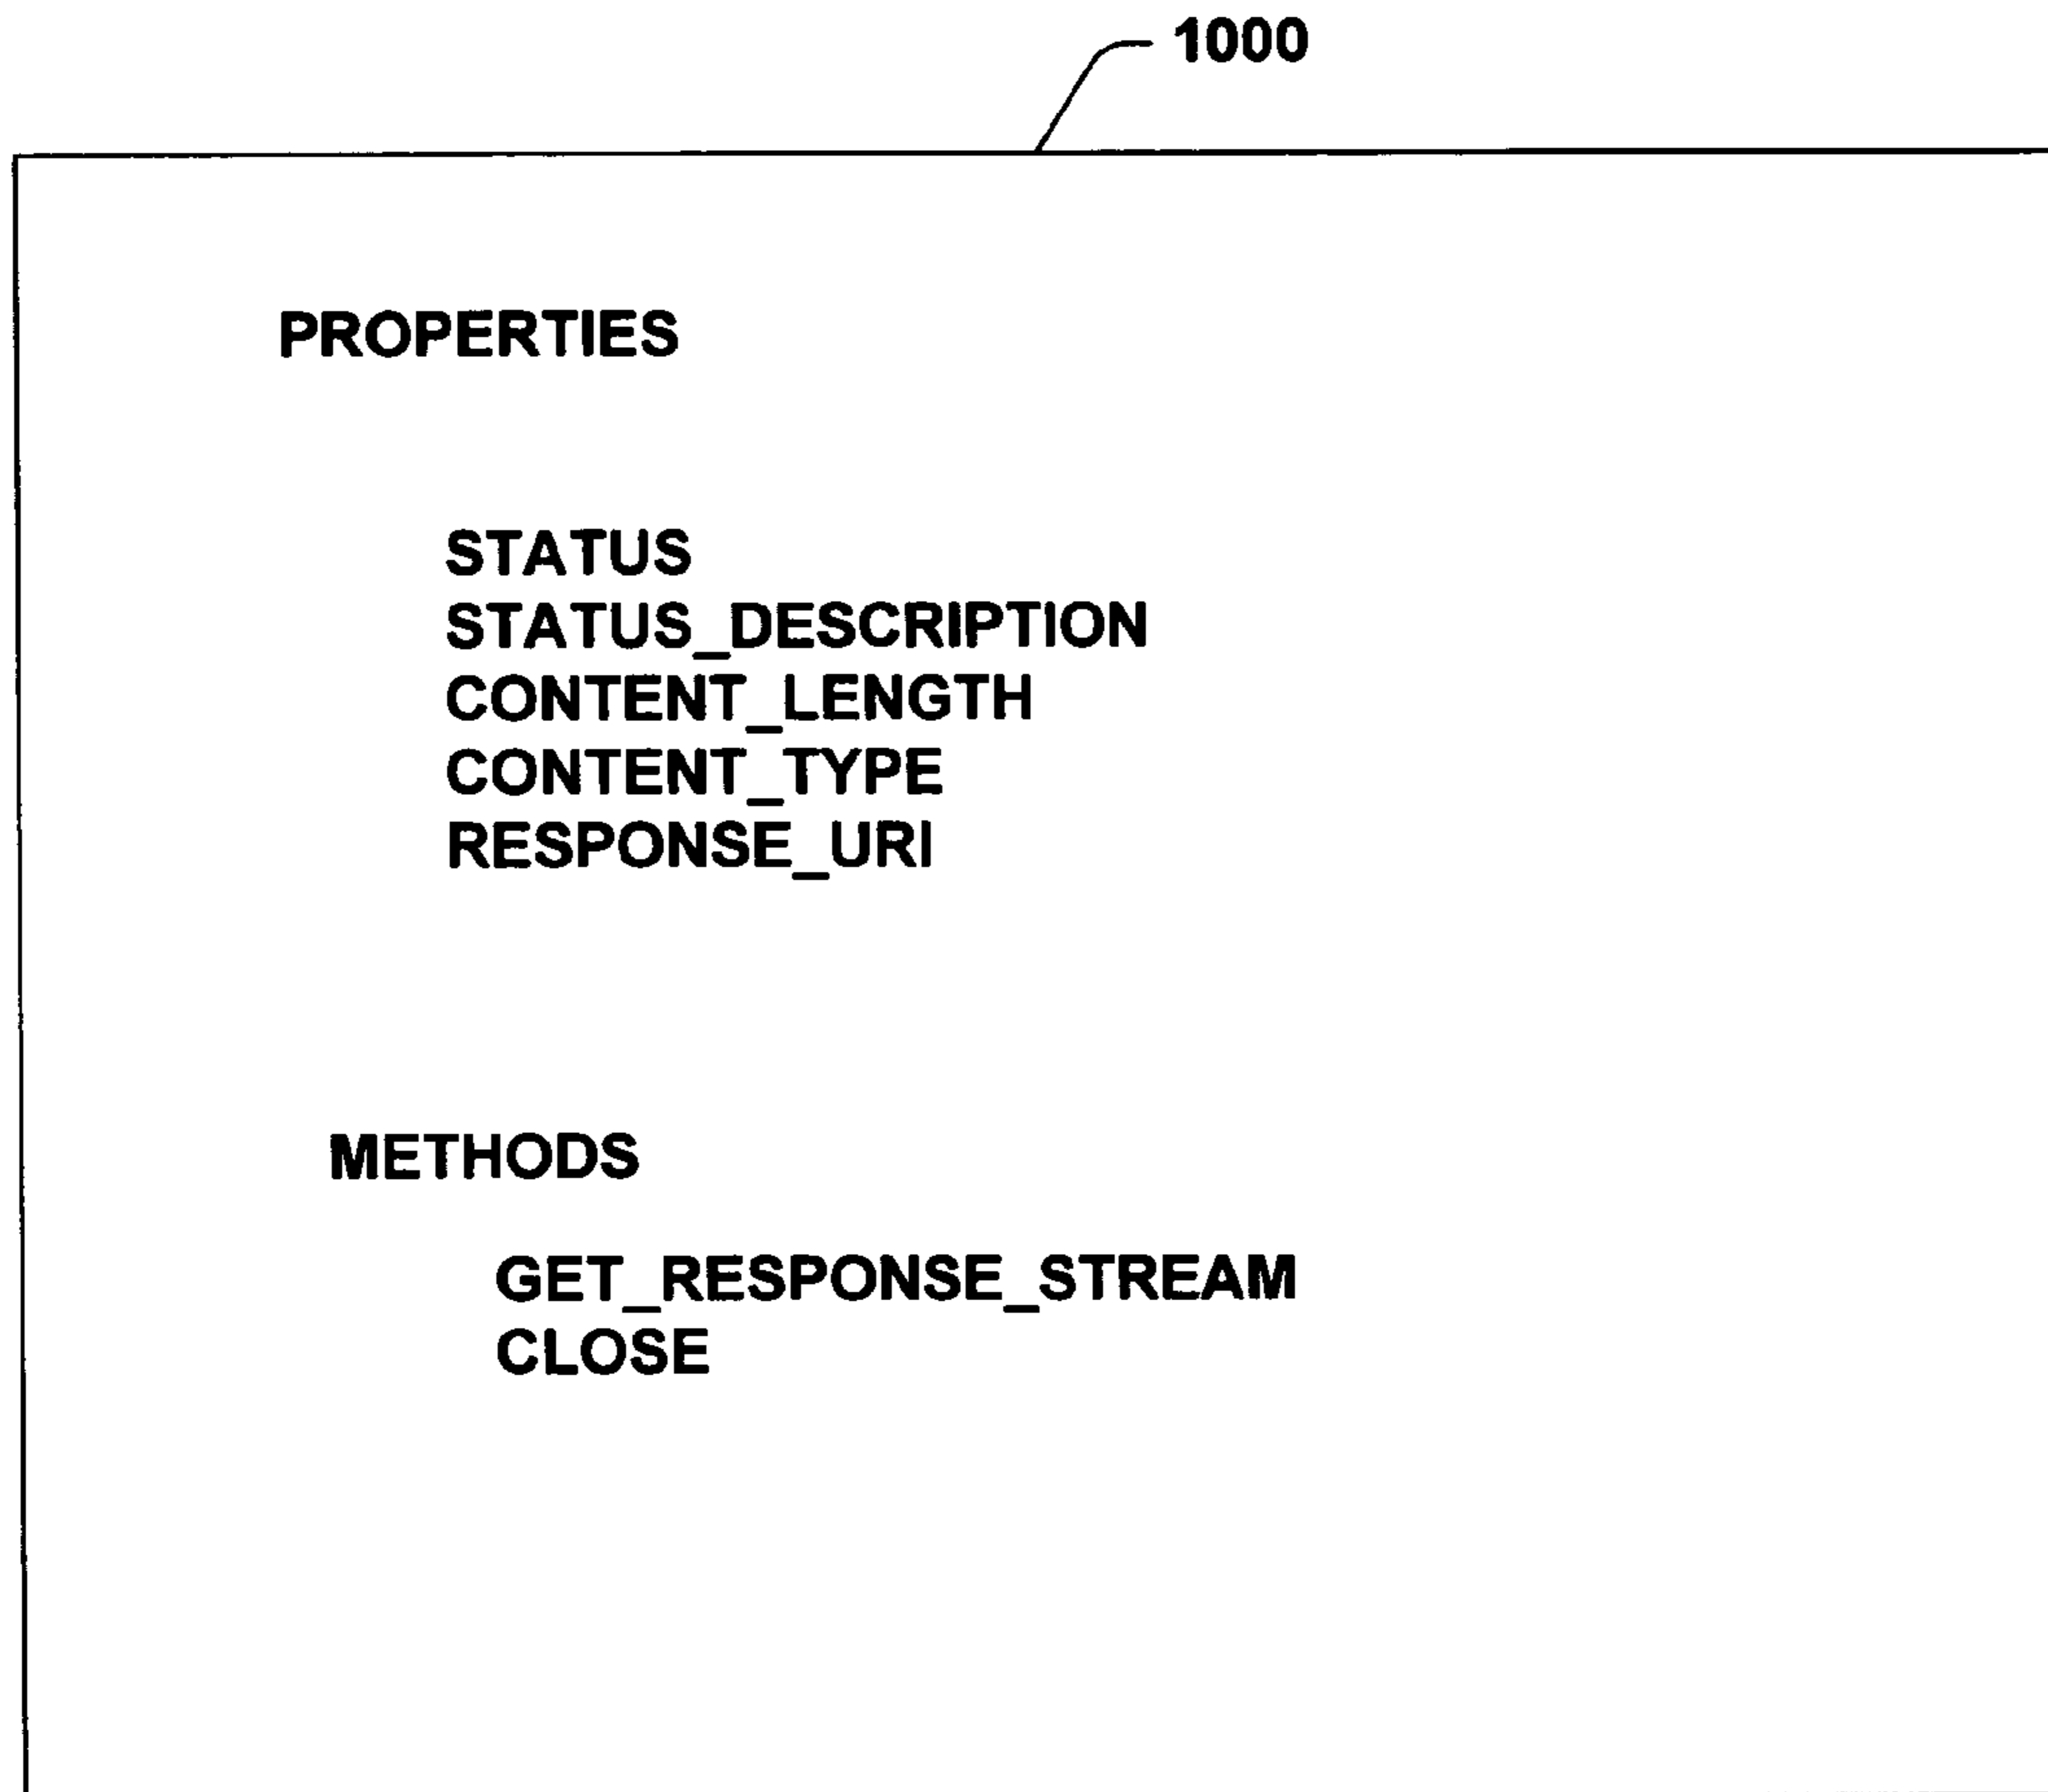 1000
PROPERTIES
STATUS
STATUS_DESCRIPTION
CONTENT_LENGTH
CONTENT_TYPE
RESPONSE_URI
METHODS
GET_RESPONSE_STREAM
CLOSE